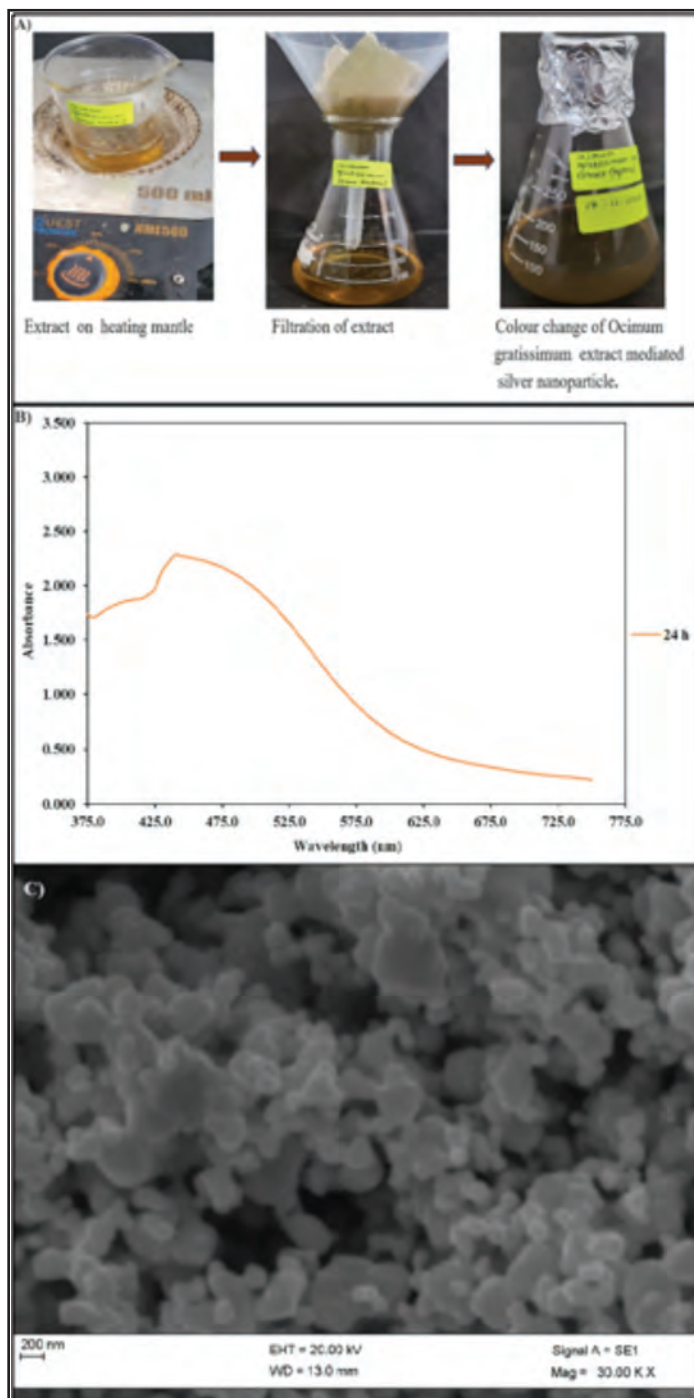 A)
500 ml
Extract on heating mantle
Filtration of extract
200
150
100
Colour change of Ocimum
gratissimum extract mediated
silver nanoparticle.
B)
3.500
3.000
2.500
2.000
1.500
1.000
0.500
0.000
Absorbance
375.0 425.0 475.0 525.0 575.0 625.0 675.0 725.0 775.0
Wavelength (nm)
24 h
C)
200 nm
EHT = 20.00 kV
WD = 13.0 mm
Signal A = SE1
Mag = 30.00 K X